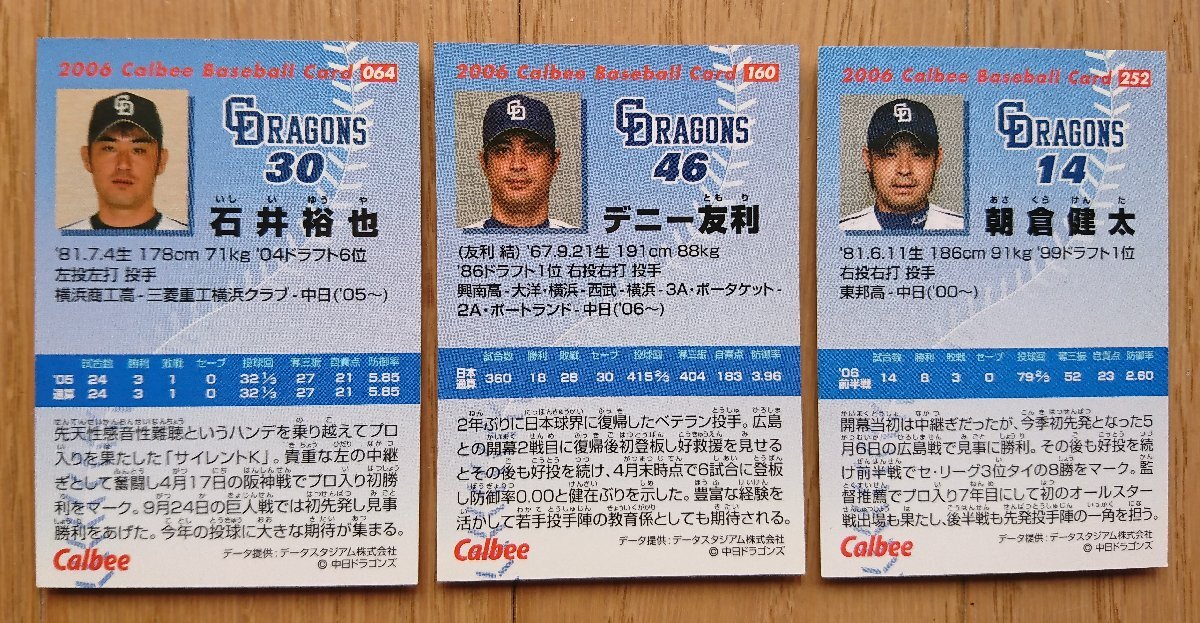 2006 Calbee Baseball Card 064
CD DRAGONS
30
いし い ゆう や
石井裕也
'81.7.4生 178cm 71kg '04ドラフト6位
左投左打 投手
横浜商工高-三菱重工横浜クラブ-中日('05～)
試合数 勝利 敗戦 セーブ 投球回 奪三振 自責点 防御率
'05 24 3 1 0 32 1/3 27 21 5.85
通算 24 3 1 0 32 1/3 27 21 5.85
先天性感音性難聴というハンデを乗り越えてプロ
入りを果たした「サイレントK」。貴重な左の中継
ぎとして奮闘し4月17日の阪神戦でプロ入り初勝
利をマーク。9月24日の巨人戦では初先発し見事
勝利をあげた。今年の投球に大きな期待が集まる。
データ提供:データスタジアム株式会社
Calbee
© 中日ドラゴンズ
2006 Calbee Baseball Card 160
CD DRAGONS
46
とも り
デニー友利
(友利 結) '67.9.21生 191cm 88kg
'86ドラフト1位 右投右打 投手
興南高-大洋・横浜-西武-横浜-3A・ポータケット-
2A・ポートランド-中日('06～)
試合数 勝利 敗戦 セーブ 投球回 奪三振 自責点 防御率
日本通算 360 18 26 30 415 2/3 404 183 3.96
2年ぶりに日本球界に復帰したベテラン投手。広島
との開幕2戦目に復帰後初登板し好救援を見せる
とその後も好投を続け、4月末時点で6試合に登板
し防御率0.00と健在ぶりを示した。豊富な経験を
活かして若手投手陣の教育係としても期待される。
データ提供:データスタジアム株式会社
Calbee
© 中日ドラゴンズ
2006 Calbee Baseball Card 252
CD DRAGONS
14
あさ くら けん た
朝倉健太
'81.6.11生 186cm 91kg '99ドラフト1位
右投右打 投手
東邦高-中日('00～)
試合数 勝利 敗戦 セーブ 投球回 奪三振 自責点 防御率
'06前半戦 14 8 3 0 79 2/3 52 23 2.60
開幕当初は中継ぎだったが、今季初先発となった5
月6日の広島戦で見事に勝利。その後も好投を続
け前半戦でセ・リーグ3位タイの8勝をマーク。監
督推薦でプロ入り7年目にして初のオールスター
戦出場も果たし、後半戦も先発投手陣の一角を担う。
データ提供:データスタジアム株式会社
Calbee
© 中日ドラゴンズ